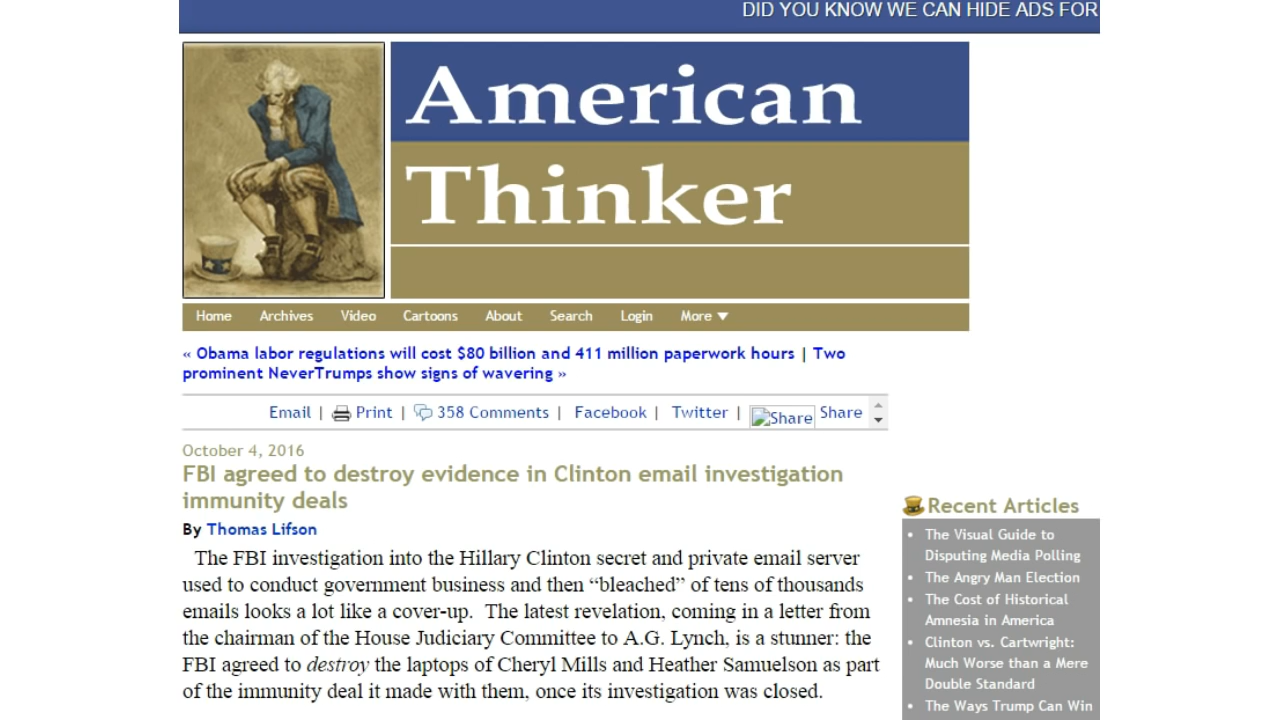 DID YOU KNOW WE CAN HIDE ADS FOR
American
Thinker
Home Archives Video Cartoons About Search Login More ▼
« Obama labor regulations will cost $80 billion and 411 million paperwork hours | Two
prominent NeverTrumps show signs of wavering »
Email | Print | 358 Comments | Facebook | Twitter | Share Share
October 4, 2016
FBI agreed to destroy evidence in Clinton email investigation
immunity deals
By Thomas Lifson
The FBI investigation into the Hillary Clinton secret and private email server
used to conduct government business and then “bleached” of tens of thousands
emails looks a lot like a cover-up. The latest revelation, coming in a letter from
the chairman of the House Judiciary Committee to A.G. Lynch, is a stunner: the
FBI agreed to destroy the laptops of Cheryl Mills and Heather Samuelson as part
of the immunity deal it made with them, once its investigation was closed.
Recent Articles
• The Visual Guide to
Disputing Media Polling
• The Angry Man Election
• The Cost of Historical
Amnesia in America
• Clinton vs. Cartwright:
Much Worse than a Mere
Double Standard
• The Ways Trump Can Win